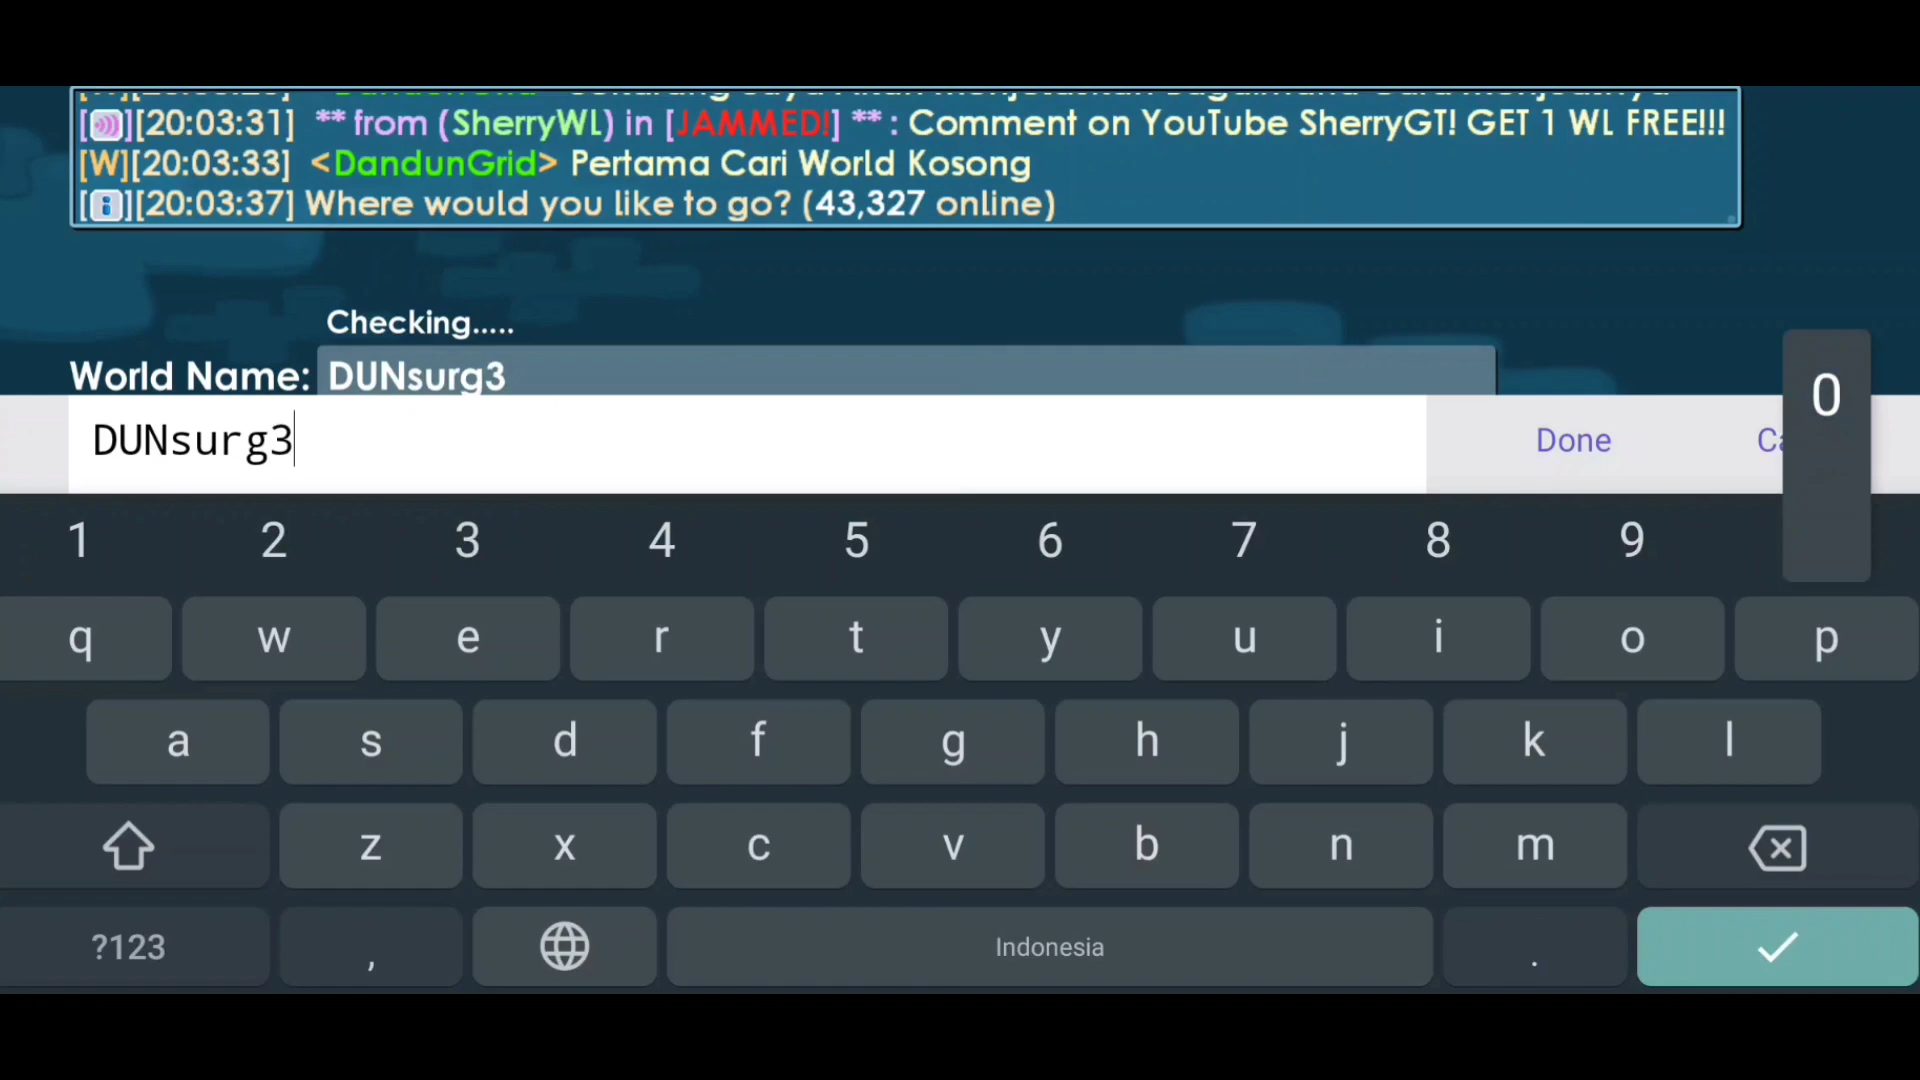 [20:03:31] ** from (SherryWL) in [JAMMED!] ** : Comment on YouTube SherryGT! GET 1 WL FREE!!!
[W][20:03:33] <DandunGrid> Pertama Cari World Kosong
[i][20:03:37] Where would you like to go? (43,327 online)
Checking.....
World Name: DUNsurg3
DUNsurg3
Done
0
1 2 3 4 5 6 7 8 9
q w e r t y u i o p
a s d f g h j k l
z x c v b n m
?123 , Indonesia .